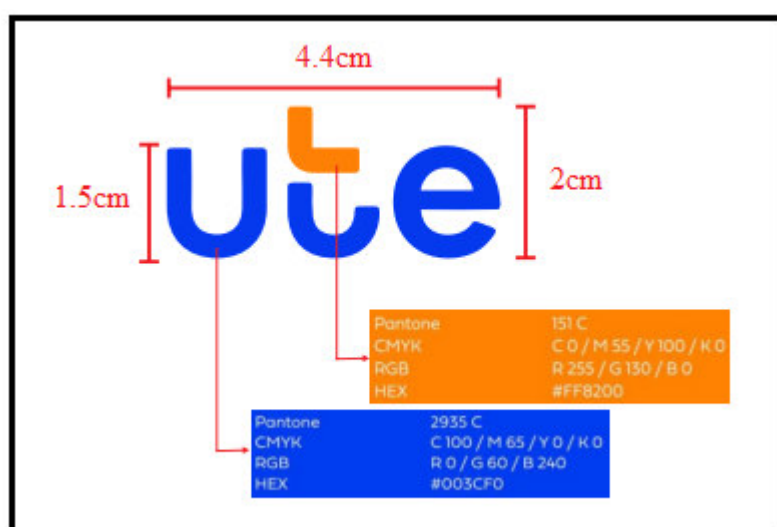 4.4cm
1.5cm
ute
2cm
Pantone 151 C
CMYK C 0 / M 55 / Y 100 / K 0
RGB R 255 / G 130 / B 0
HEX #FF8200
Pantone 2935 C
CMYK C 100 / M 65 / Y 0 / K 0
RGB R 0 / G 60 / B 240
HEX #003CF0